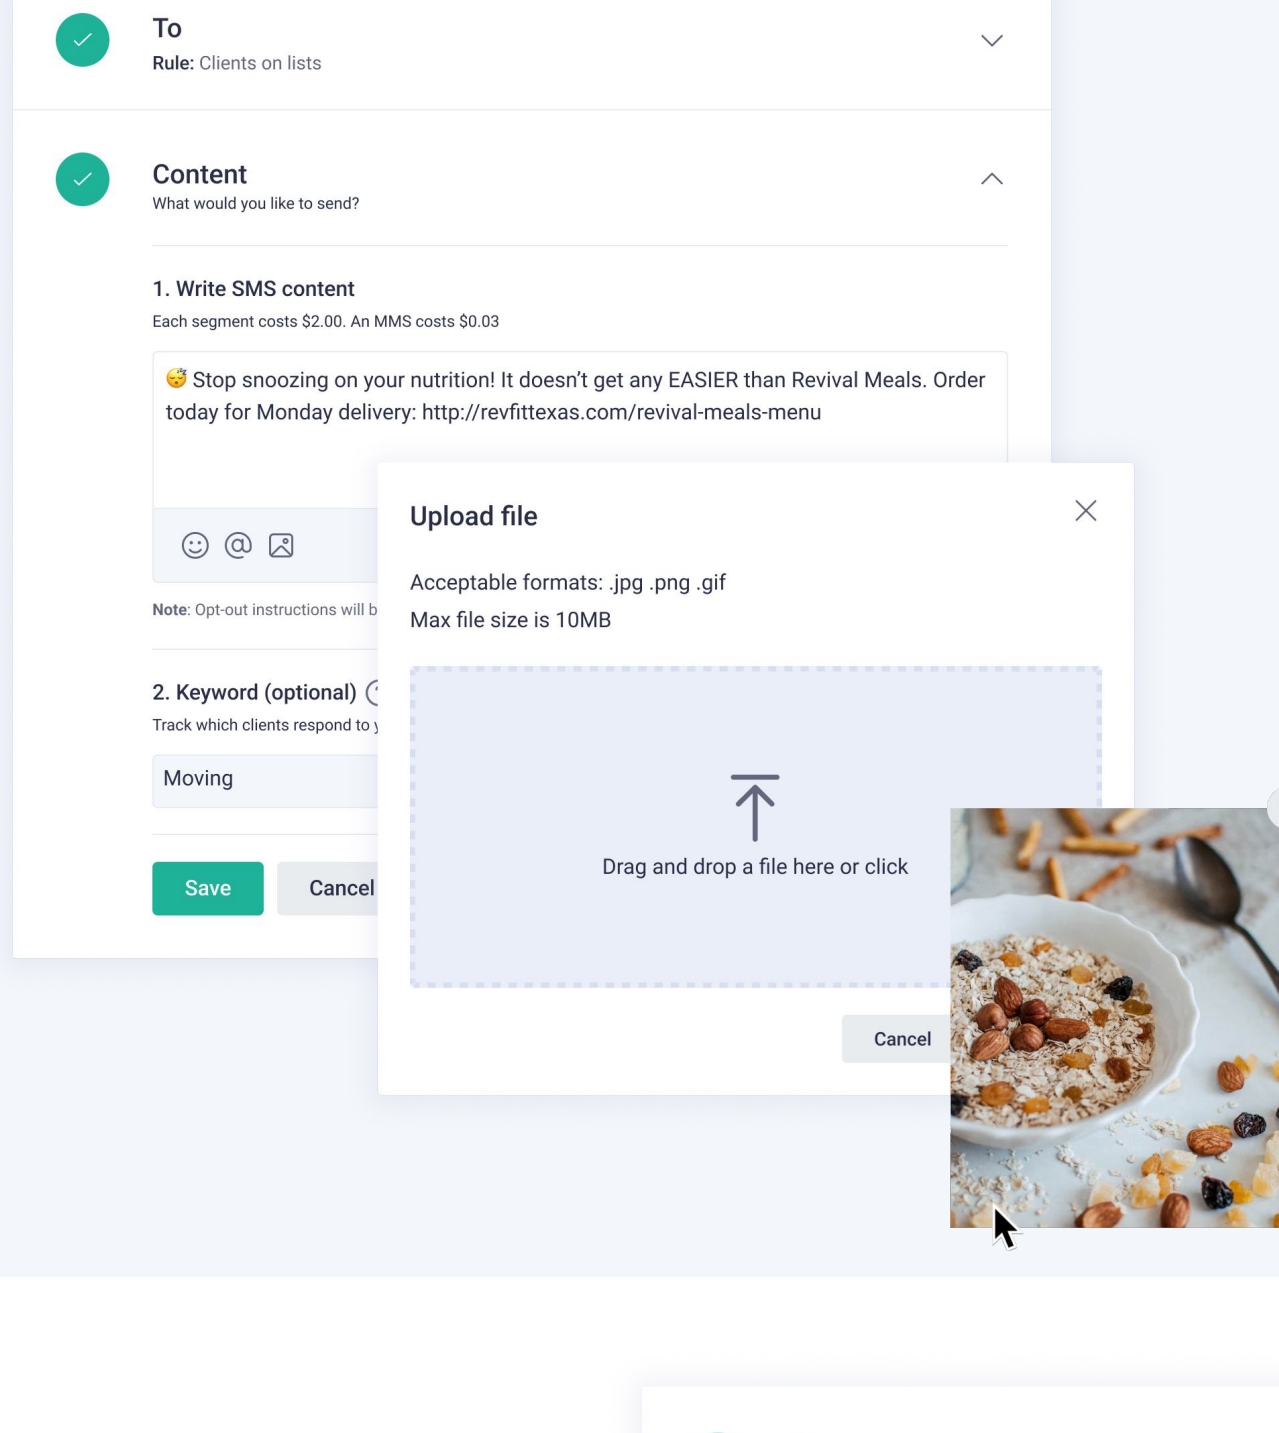 To
Rule: Clients on lists
Content
What would you like to send?
1. Write SMS content
Each segment costs $2.00. An MMS costs $0.03
😴 Stop snoozing on your nutrition! It doesn’t get any EASIER than Revival Meals. Order
today for Monday delivery: http://revfittexas.com/revival-meals-menu
Note: Opt-out instructions will b
2. Keyword (optional)
Track which clients respond to
Moving
Save
Cancel
Upload file
Acceptable formats: .jpg .png .gif
Max file size is 10MB
Drag and drop a file here or click
Cancel